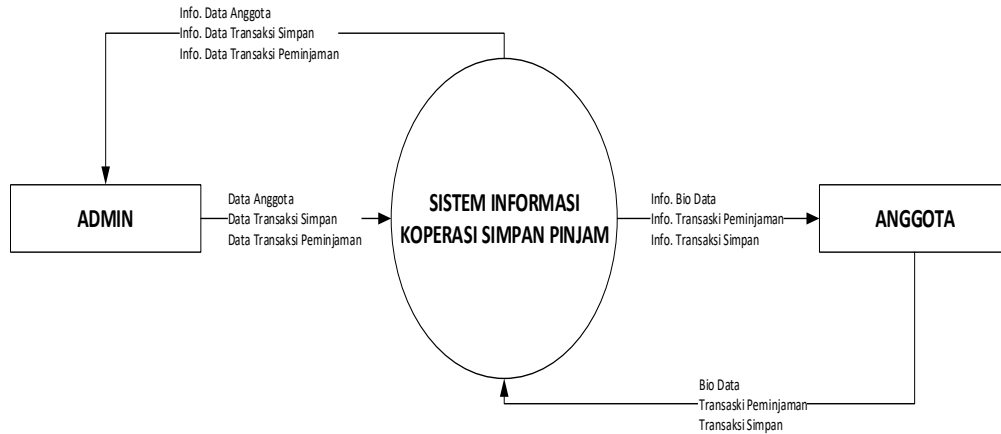 Info. Data Anggota
Info. Data Transaksi Simpan
Info. Data Transaksi Peminjaman
ADMIN
Data Anggota
Data Transaksi Simpan
Data Transaksi Peminjaman
SISTEM INFORMASI
KOPERASI SIMPAN PINJAM
Info. Bio Data
Info. Transaski Peminjaman
Info. Transaksi Simpan
ANGGOTA
Bio Data
Transaski Peminjaman
Transaksi Simpan